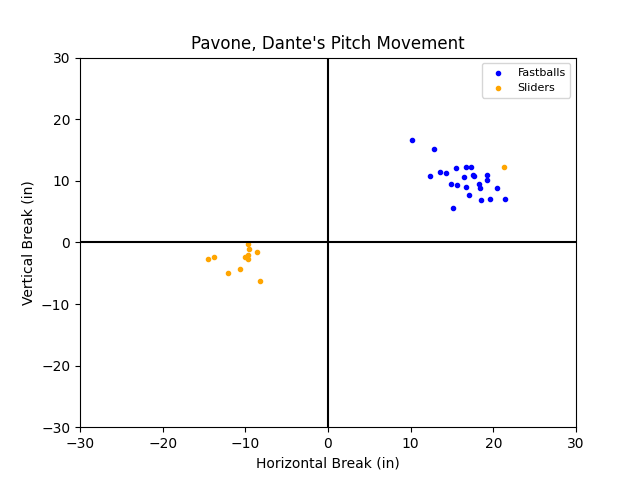 Pavone, Dante's Pitch Movement
Fastballs
Sliders
30
20
10
0
−10
−20
−30
Vertical Break (in)
−30
−20
−10
0
10
20
30
Horizontal Break (in)